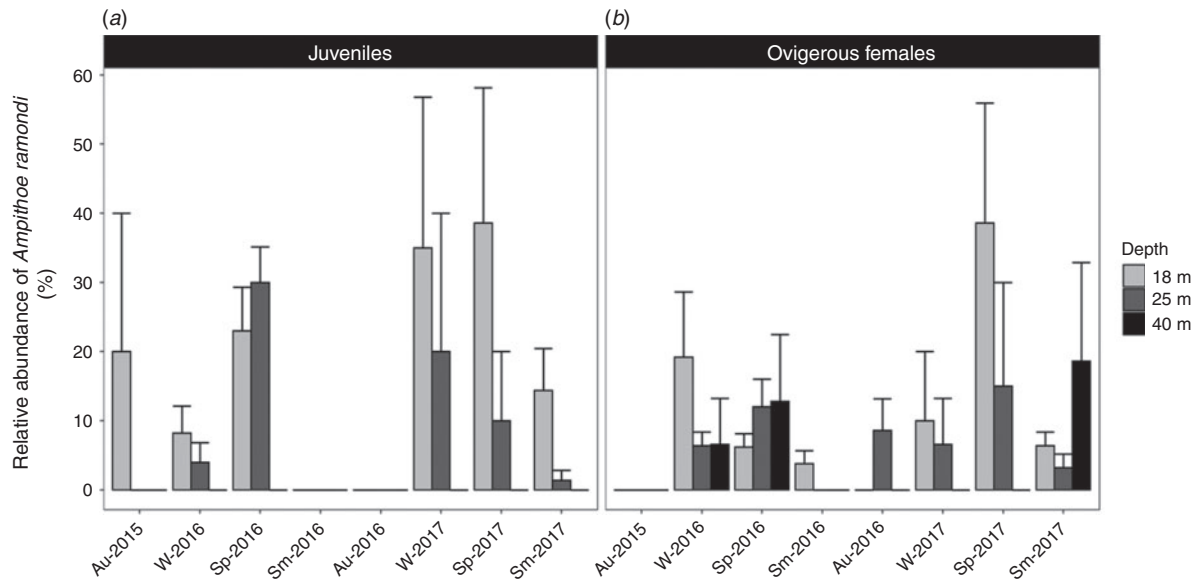 (a)
(b)
Juveniles
Ovigerous females
Relative abundance of Ampithoe ramondi
(%)
60
50
40
30
20
10
0
Au-2015
W-2016
Sp-2016
Sm-2016
Au-2016
W-2017
Sp-2017
Sm-2017
Au-2015
W-2016
Sp-2016
Sm-2016
Au-2016
W-2017
Sp-2017
Sm-2017
Depth
18 m
25 m
40 m